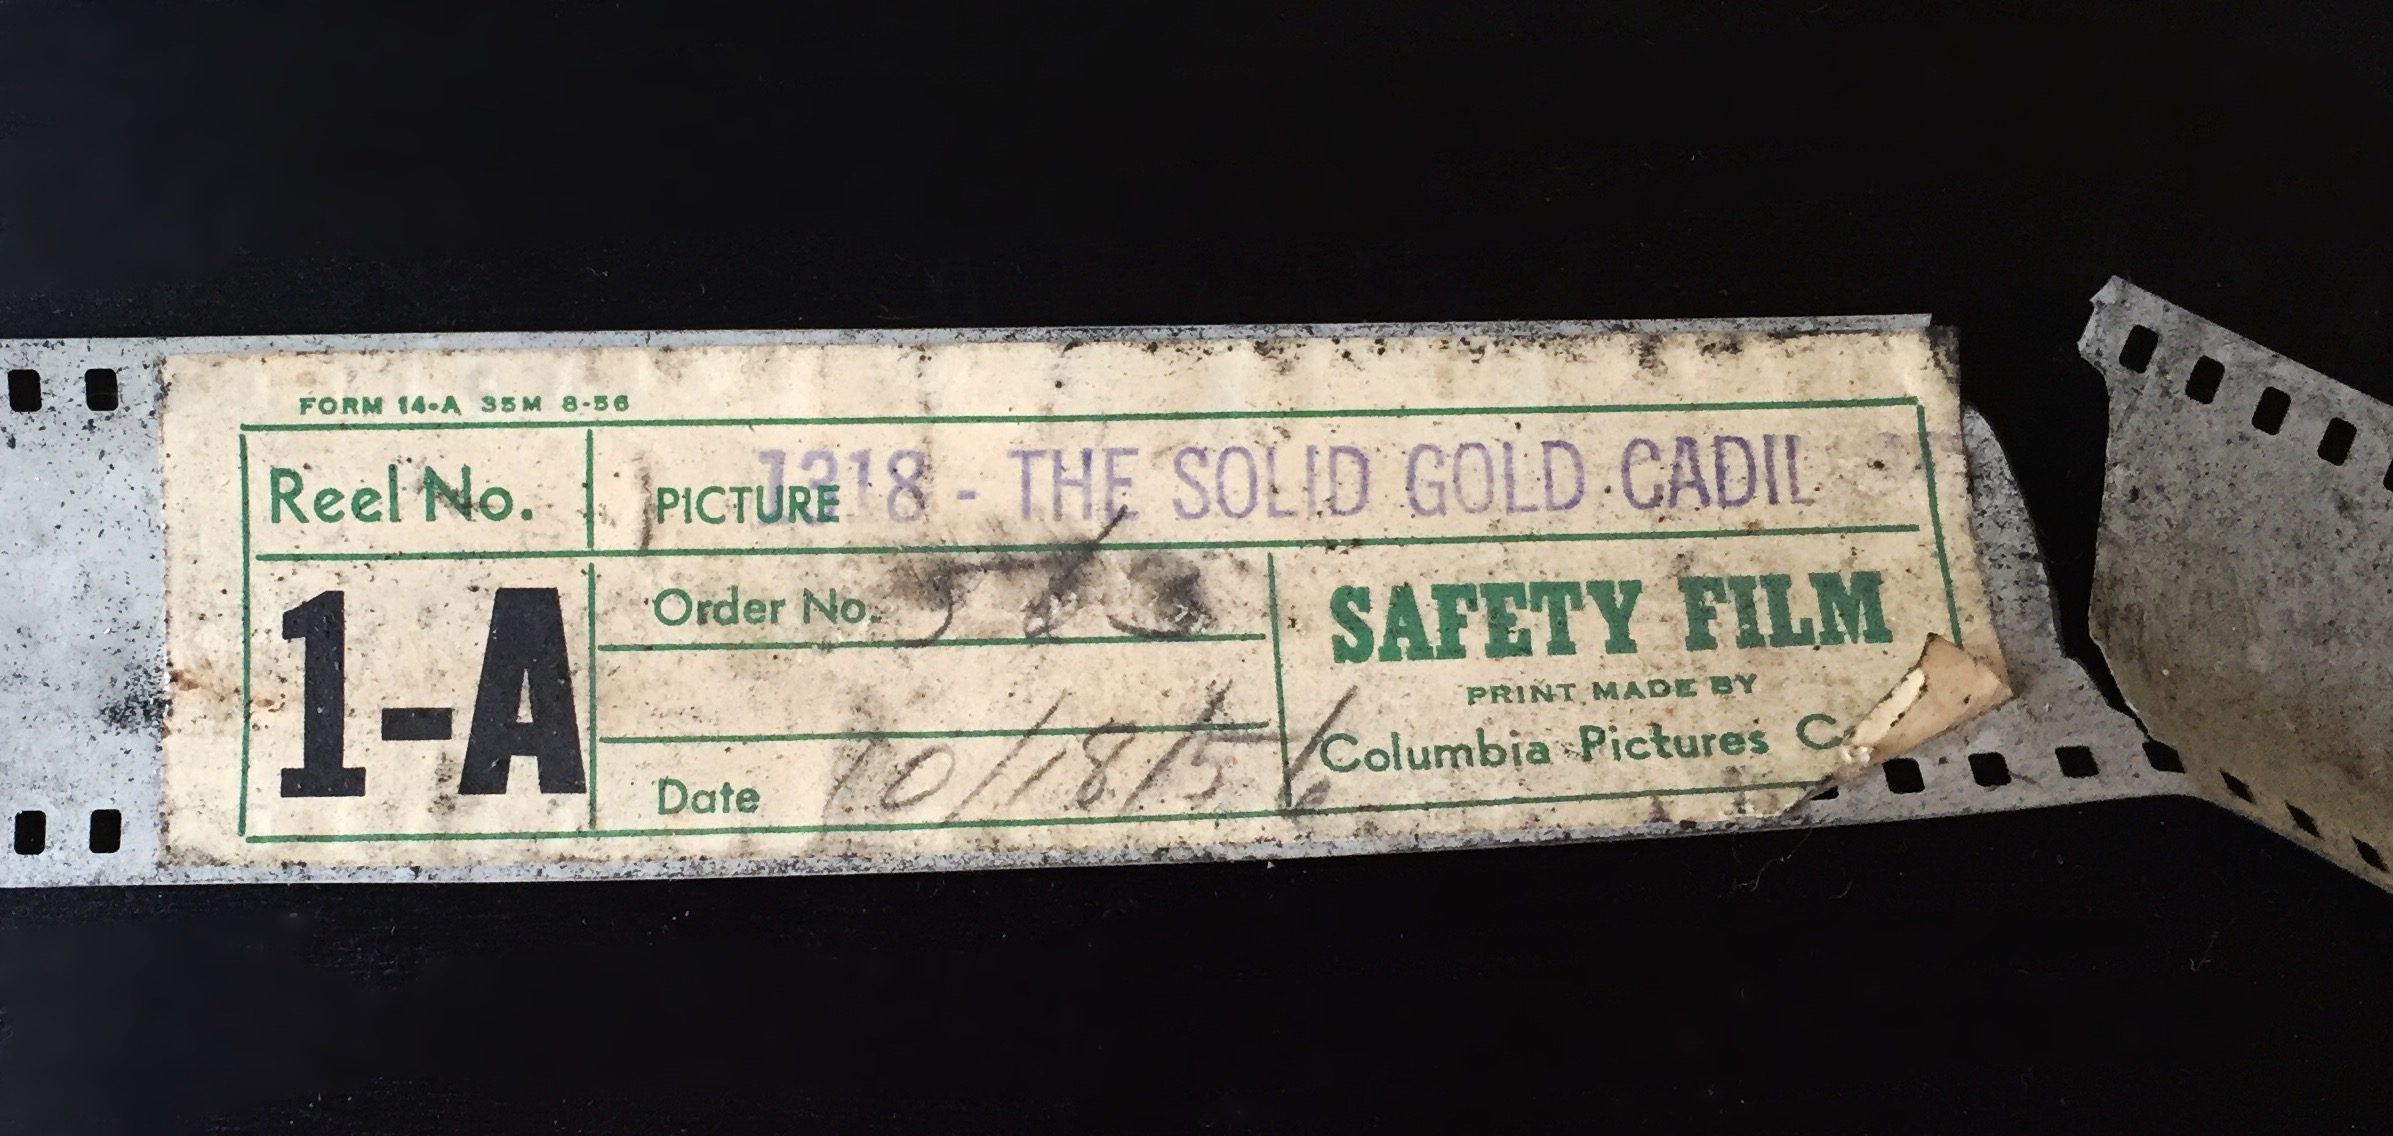 FORM 14-A 35M 8-56
Reel No.
PICTURE
J318 - THE SOLID GOLD CADIL
1-A
Order No.
SAFETY FILM
PRINT MADE BY
Columbia Pictures C
Date 10/18/56